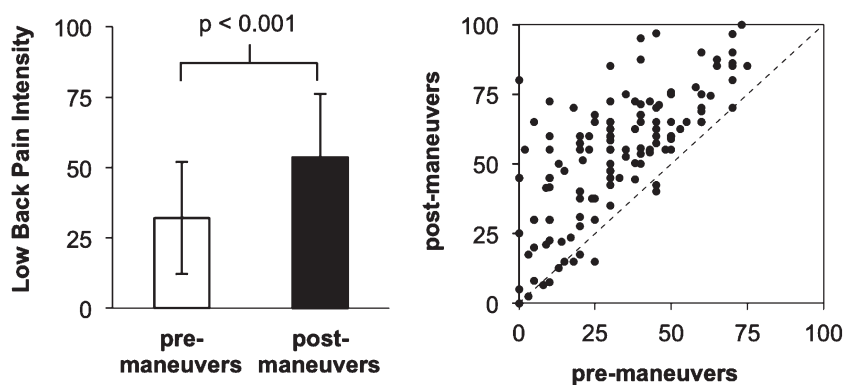 Low Back Pain Intensity
100
75
50
25
0
p < 0.001
pre-
maneuvers
post-
maneuvers
post-maneuvers
100
75
50
25
0
0
25
50
75
100
pre-maneuvers